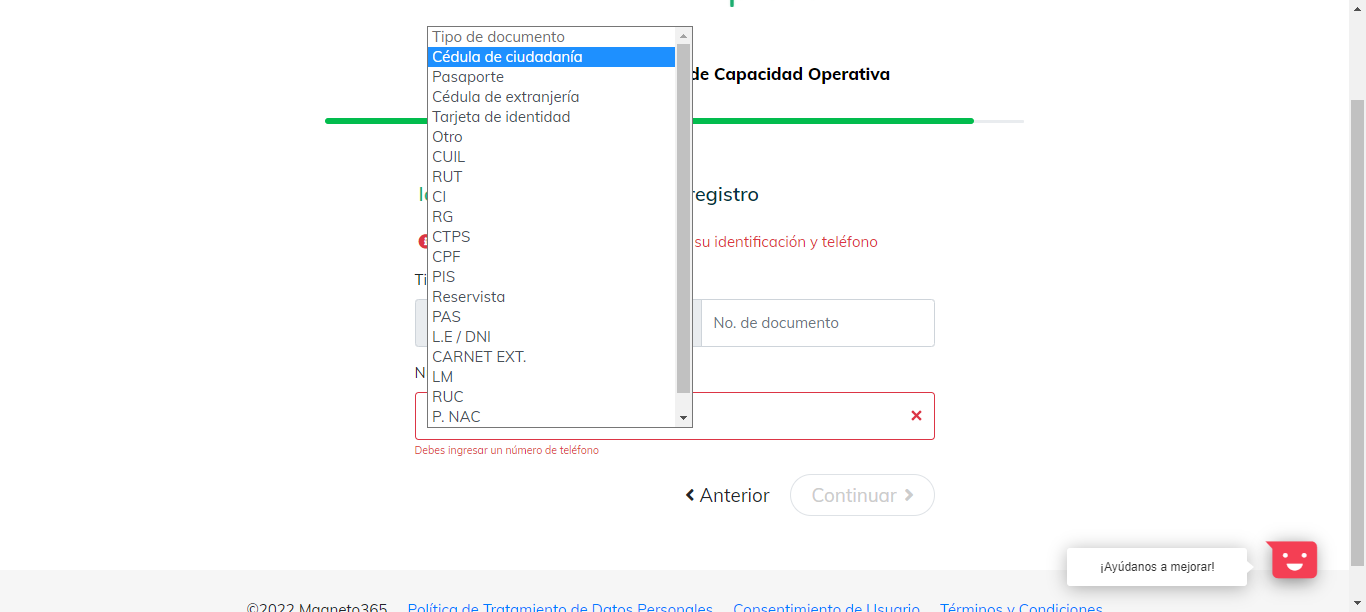 Tipo de documento
Cédula de ciudadanía
Pasaporte
Cédula de extranjería
Tarjeta de identidad
Otro
CUIL
RUT
CI
RG
CTPS
CPF
PIS
Reservista
PAS
L.E / DNI
CARNET EXT.
LM
RUC
P. NAC
de Capacidad Operativa
registro
su identificación y teléfono
Ti
No. de documento
N
Debes ingresar un número de teléfono
Anterior
Continuar
¡Ayúdanos a mejorar!
©2022 Magneto365 Política de Tratamiento de Datos Personales Consentimiento de Usuario Términos y Condiciones